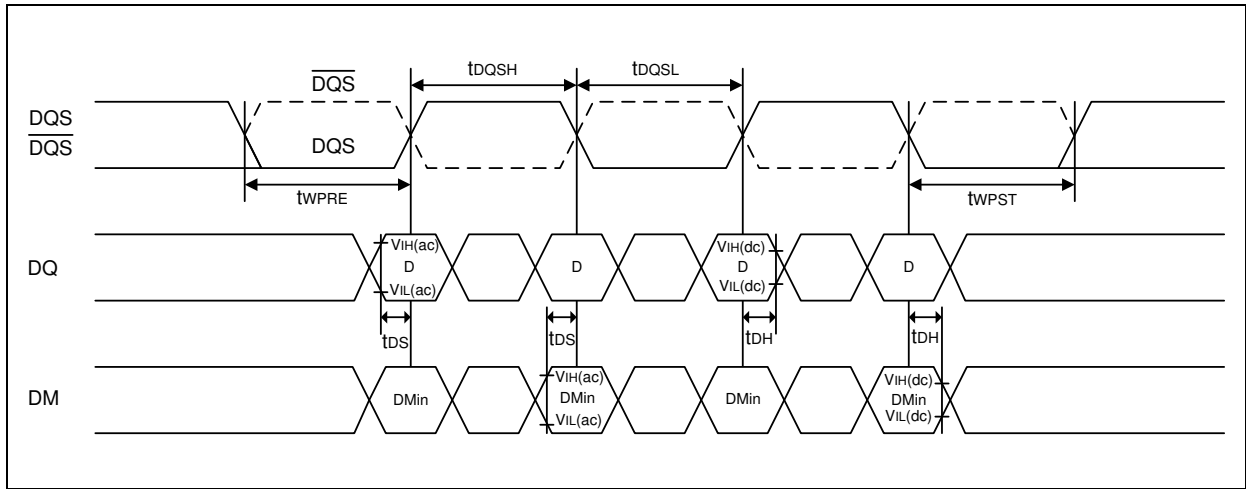 tDQSH
tDQSL
DQS
DQS
DQS
DQS
tWPRE
tWPST
DQ
VIH(ac)
D
VIL(ac)
D
VIH(dc)
D
VIL(dc)
D
tDS
tDS
tDH
tDH
DM
DMin
VIH(ac)
DMin
VIL(ac)
DMin
VIH(dc)
DMin
VIL(dc)